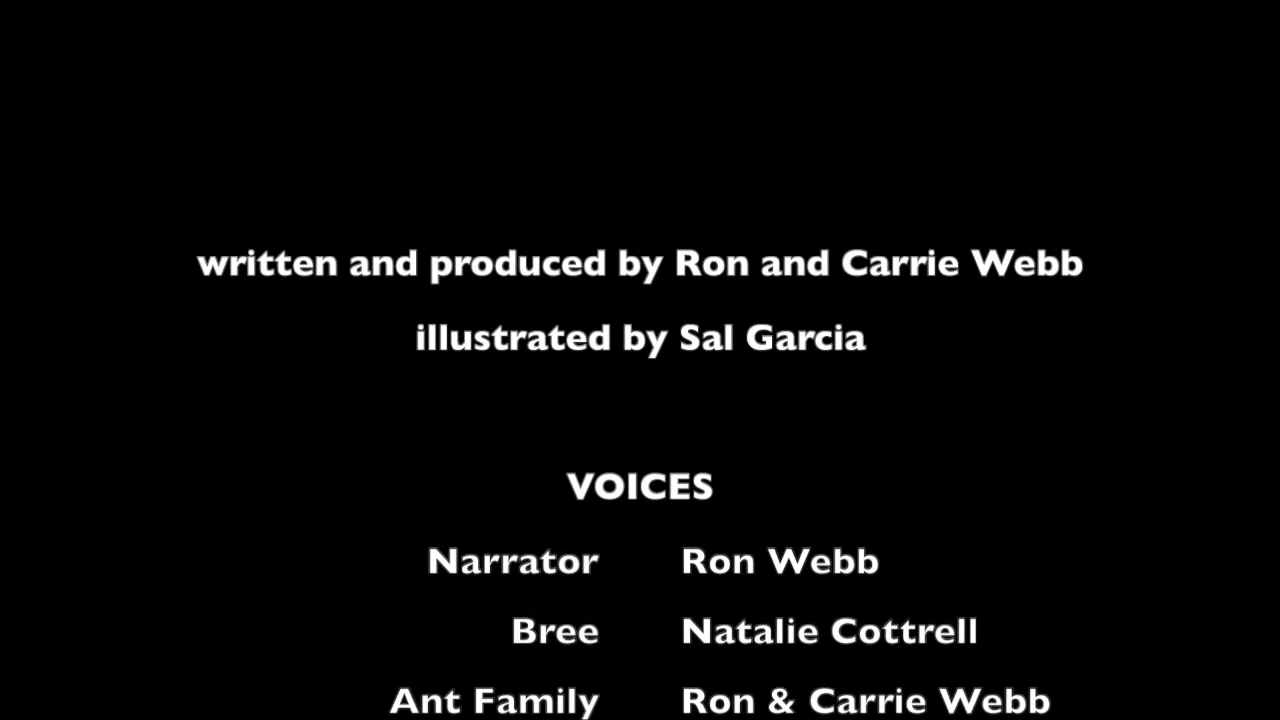 written and produced by Ron and Carrie Webb
illustrated by Sal Garcia
VOICES
Narrator Ron Webb
Bree Natalie Cottrell
Ant Family Ron & Carrie Webb